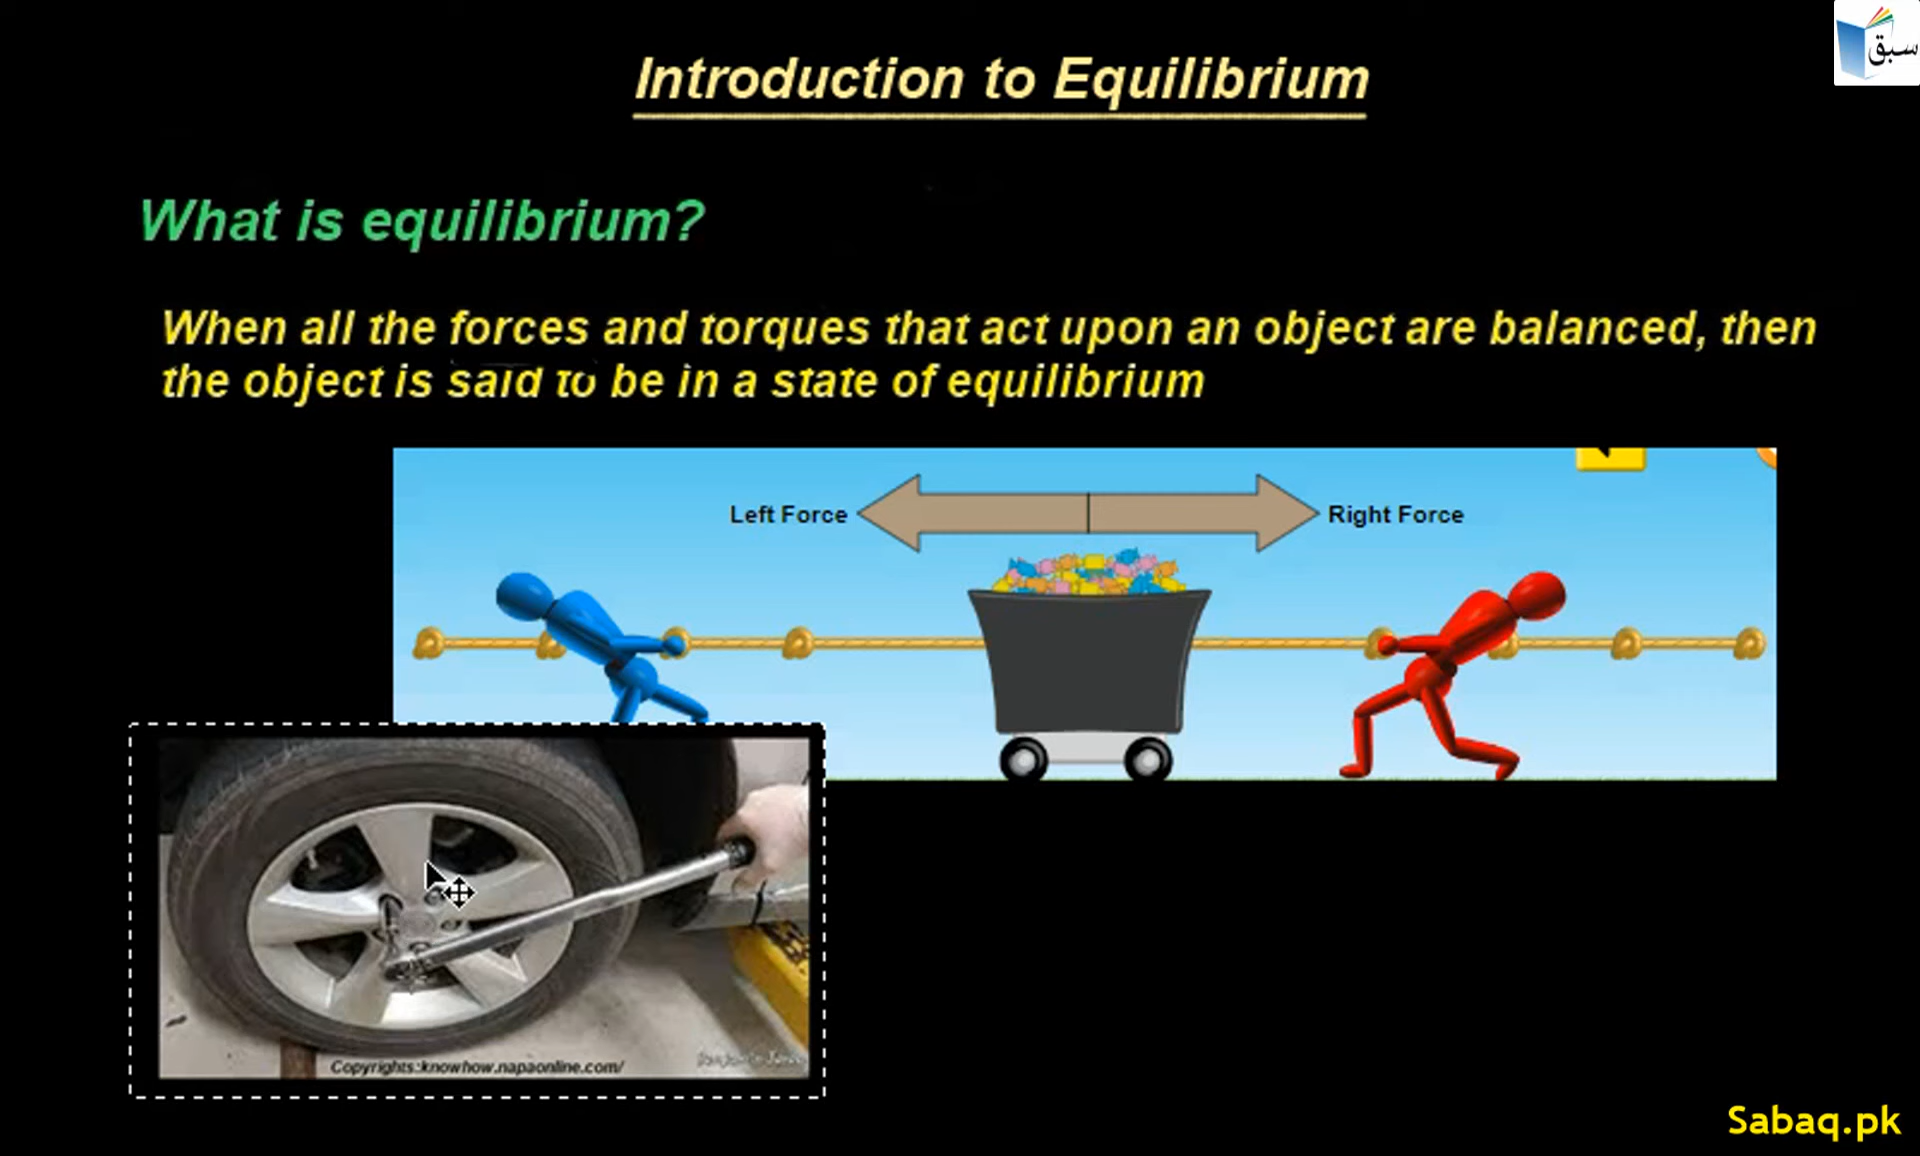 سبق
Introduction to Equilibrium
What is equilibrium?
When all the forces and torques that act upon an object are balanced, then
the object is said to be in a state of equilibrium
Left Force
Right Force
Copyrights:knowhow.napaonline.com/
Sabaq.pk